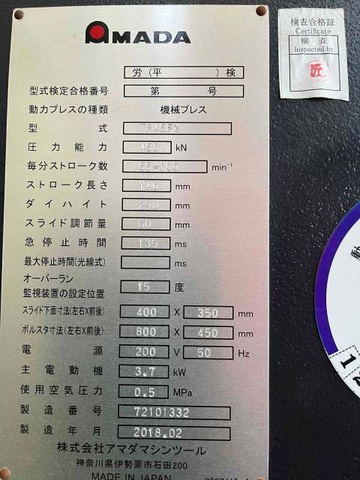 AMADA
労(平 )検
型式検定合格番号 第 号
動力プレスの種類 機械プレス
型式
圧力能力 kN
毎分ストローク数 min⁻¹
ストローク長さ mm
ダイハイト mm
スライド調節量 mm
急停止時間 135 ms
最大停止時間(光線式) ms
オーバーラン
監視装置の設定位置 15 度
スライド下面寸法(左右X前後) 400 X 350 mm
ボルスタ寸法(左右X前後) 800 X 450 mm
電源 200 V 50 Hz
主電動機 3.7 kW
使用空気圧力 0.5 MPa
製造番号 72101332
製造年月 2018.02
株式会社アマダマシンツール
神奈川県伊勢原市石田200
MADE IN JAPAN
検査合格証
Certificate
検査
Inspected by
匠
動
1